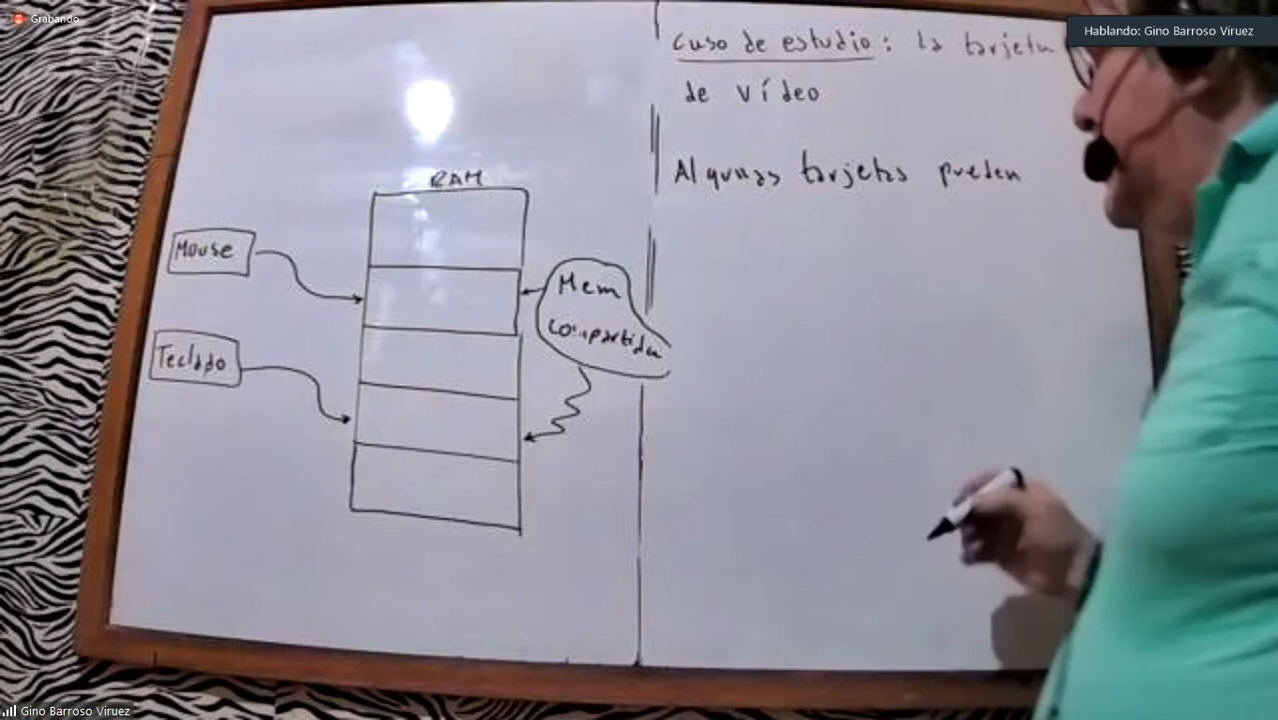 Grabando
Hablando: Gino Barroso Viruez
RAM
Mouse
Teclado
Mem
compartida
Caso de estudio: la tarjeta
de vídeo
Algunas tarjetas pueden
Gino Barroso Viruez